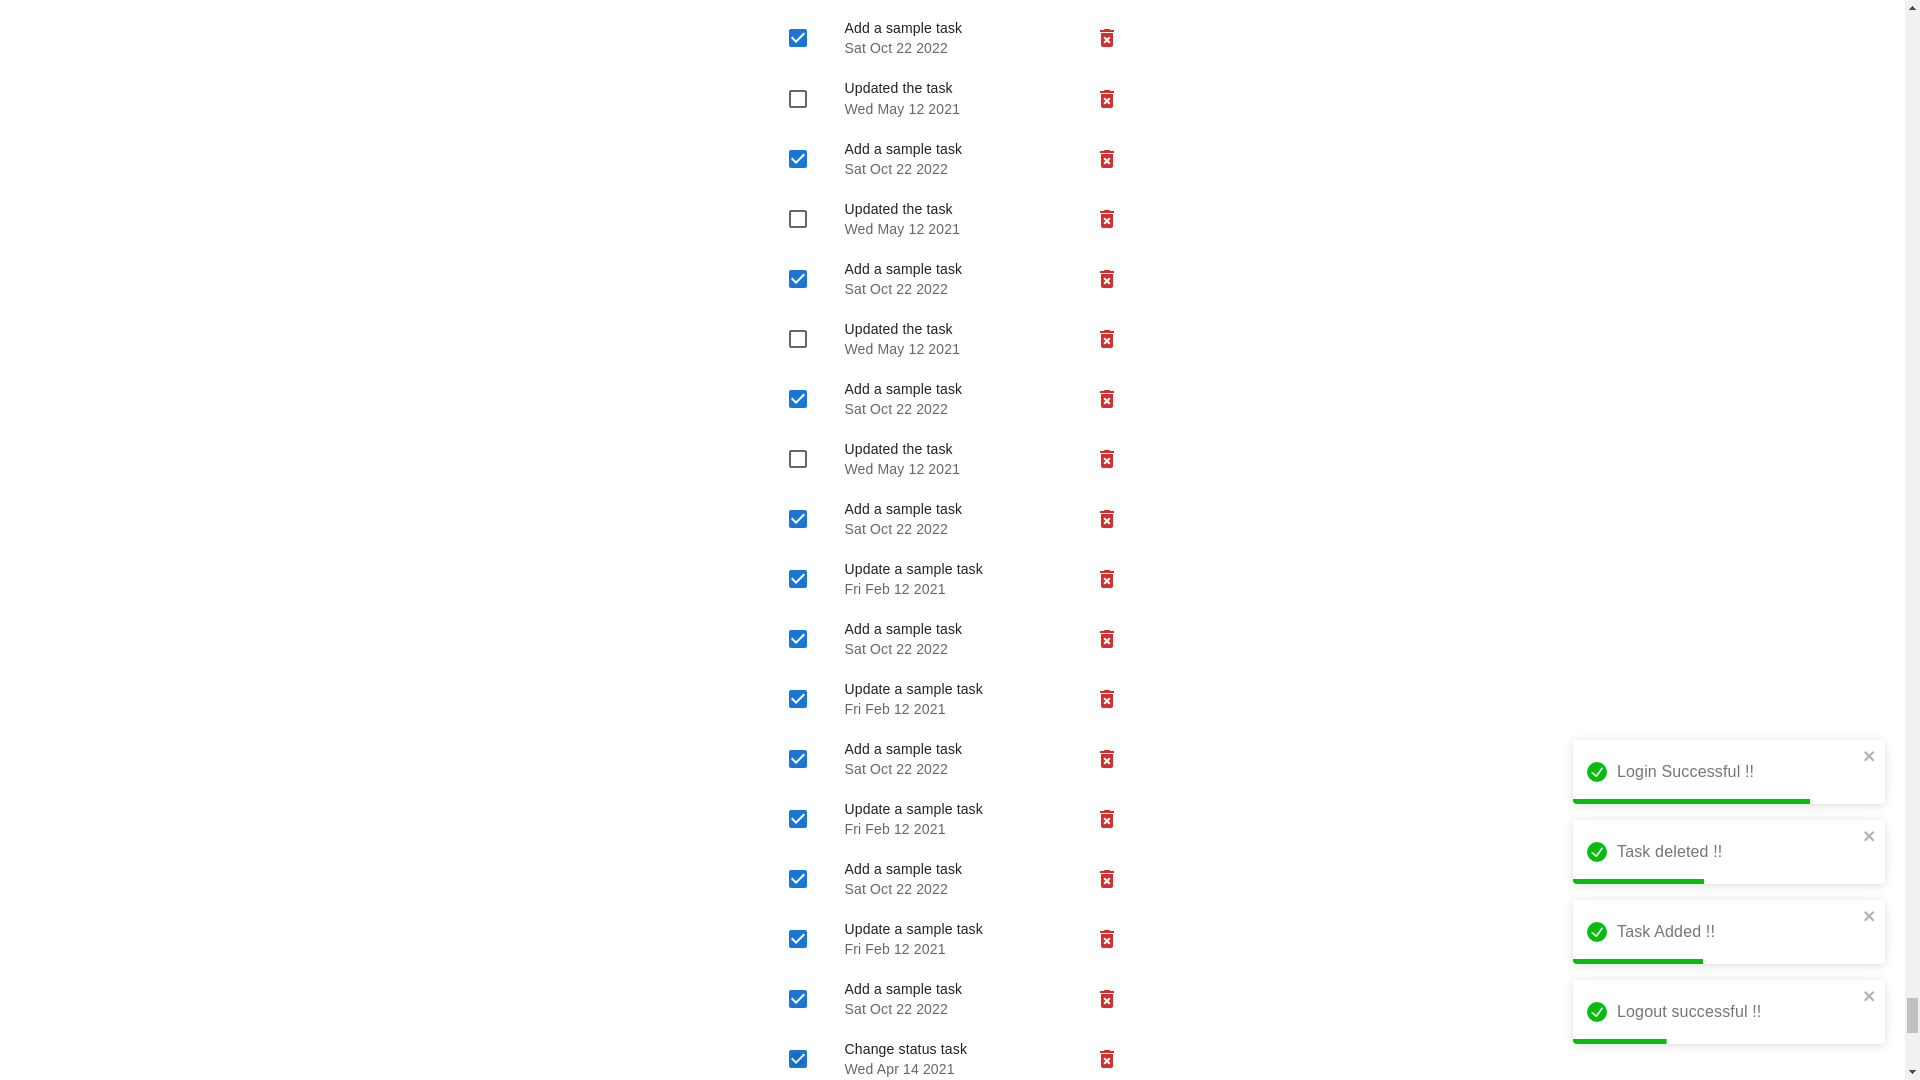 Add a sample task
Sat Oct 22 2022
Updated the task
Wed May 12 2021
Add a sample task
Sat Oct 22 2022
Updated the task
Wed May 12 2021
Add a sample task
Sat Oct 22 2022
Updated the task
Wed May 12 2021
Add a sample task
Sat Oct 22 2022
Updated the task
Wed May 12 2021
Add a sample task
Sat Oct 22 2022
Update a sample task
Fri Feb 12 2021
Add a sample task
Sat Oct 22 2022
Update a sample task
Fri Feb 12 2021
Add a sample task
Sat Oct 22 2022
Update a sample task
Fri Feb 12 2021
Add a sample task
Sat Oct 22 2022
Update a sample task
Fri Feb 12 2021
Add a sample task
Sat Oct 22 2022
Change status task
Wed Apr 14 2021
Login Successful !!
Task deleted !!
Task Added !!
Logout successful !!